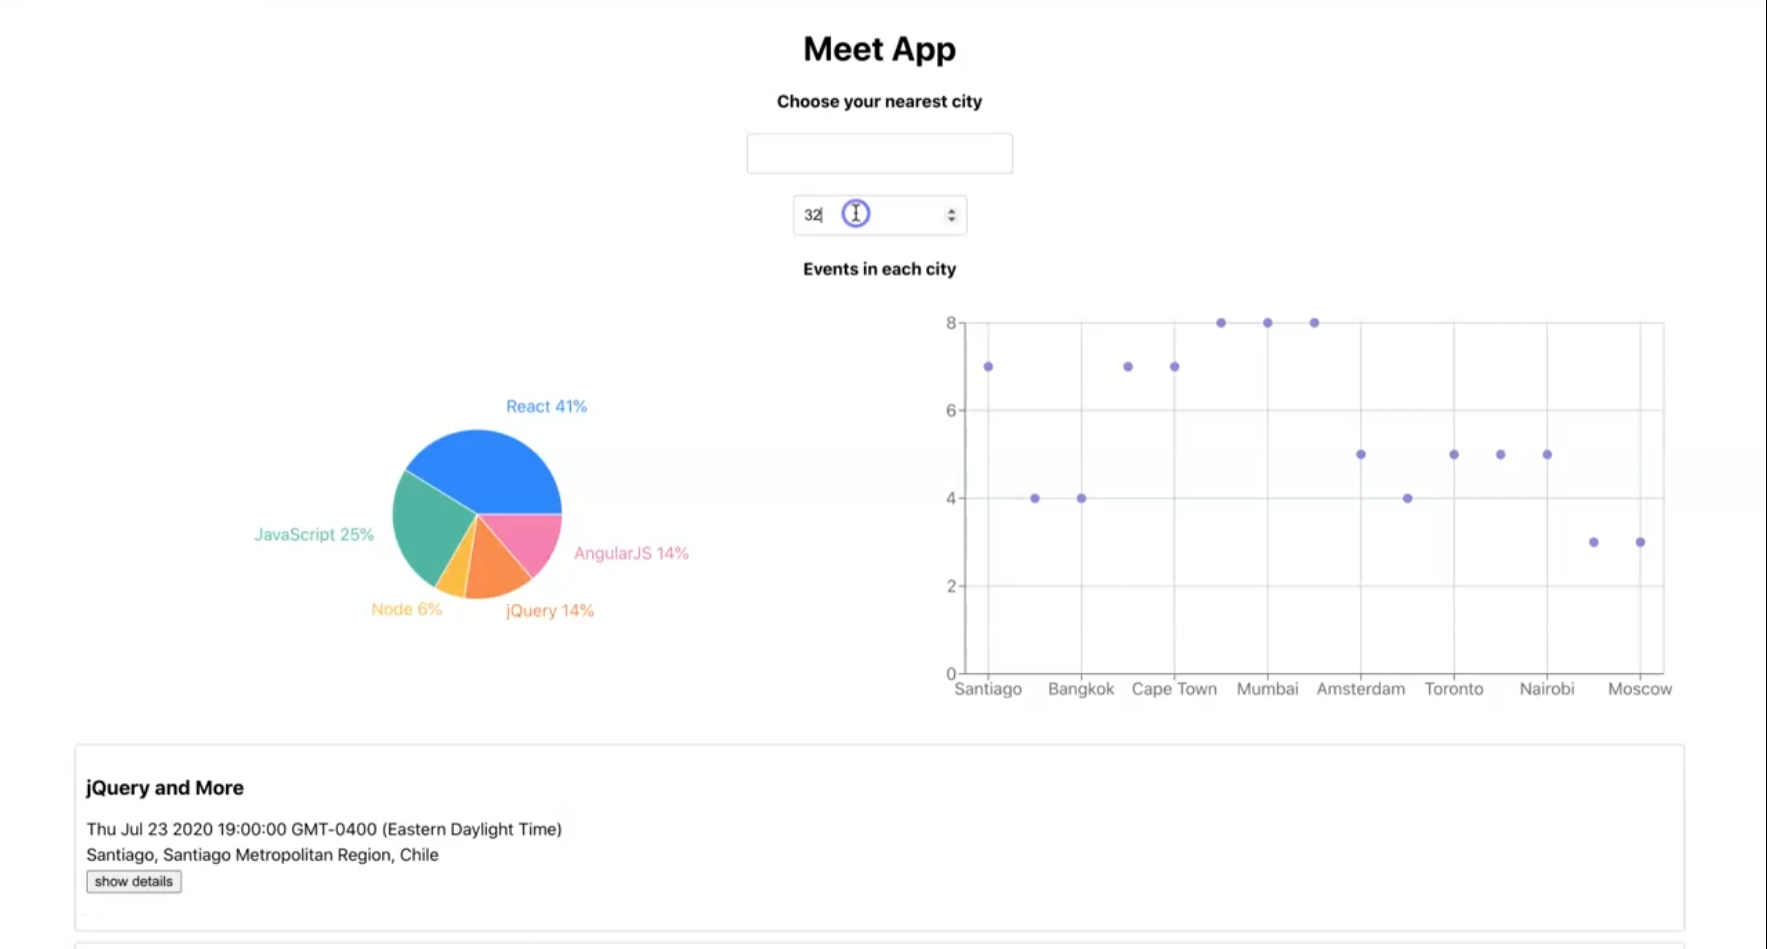 Meet App
Choose your nearest city
32
Events in each city
React 41%
JavaScript 25%
AngularJS 14%
Node 6%
jQuery 14%
8
6
4
2
0
Santiago Bangkok Cape Town Mumbai Amsterdam Toronto Nairobi Moscow
jQuery and More
Thu Jul 23 2020 19:00:00 GMT-0400 (Eastern Daylight Time)
Santiago, Santiago Metropolitan Region, Chile
show details